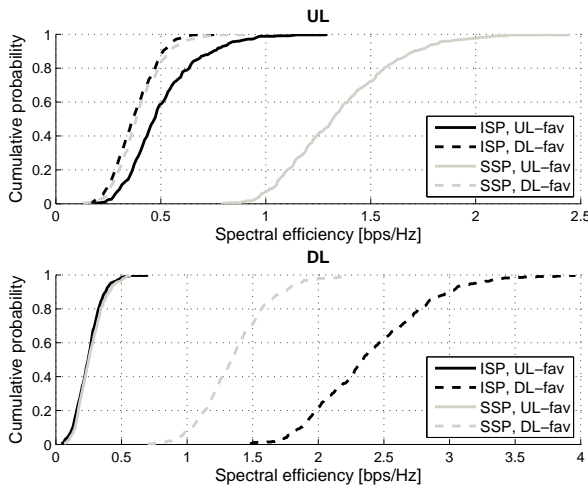 UL
Cumulative probability
1
0.8
0.6
0.4
0.2
0
0 0.5 1 1.5 2 2.5
Spectral efficiency [bps/Hz]
ISP, UL−fav
ISP, DL−fav
SSP, UL−fav
SSP, DL−fav
DL
Cumulative probability
1
0.8
0.6
0.4
0.2
0
0 0.5 1 1.5 2 2.5 3 3.5 4
Spectral efficiency [bps/Hz]
ISP, UL−fav
ISP, DL−fav
SSP, UL−fav
SSP, DL−fav